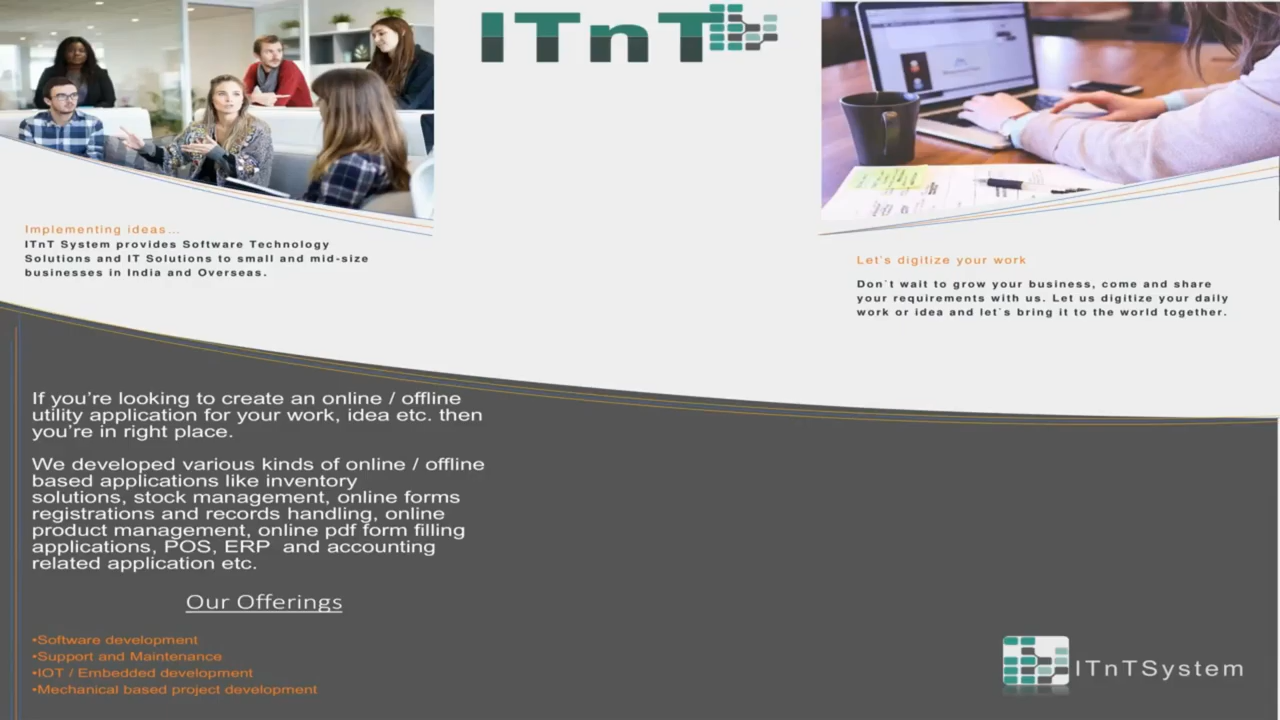 ITnT
Implementing ideas...
ITnT System provides Software Technology
Solutions and IT Solutions to small and mid-size
businesses in India and Overseas.
Let`s digitize your work
Don`t wait to grow your business, come and share
your requirements with us. Let us digitize your daily
work or idea and let`s bring it to the world together.
If you’re looking to create an online / offline
utility application for your work, idea etc. then
you’re in right place.
We developed various kinds of online / offline
based applications like inventory
solutions, stock management, online forms
registrations and records handling, online
product management, online pdf form filling
applications, POS, ERP  and accounting
related application etc.
Our Offerings
•Software development
•Support and Maintenance
•IOT / Embedded development
•Mechanical based project development
ITnTSystem